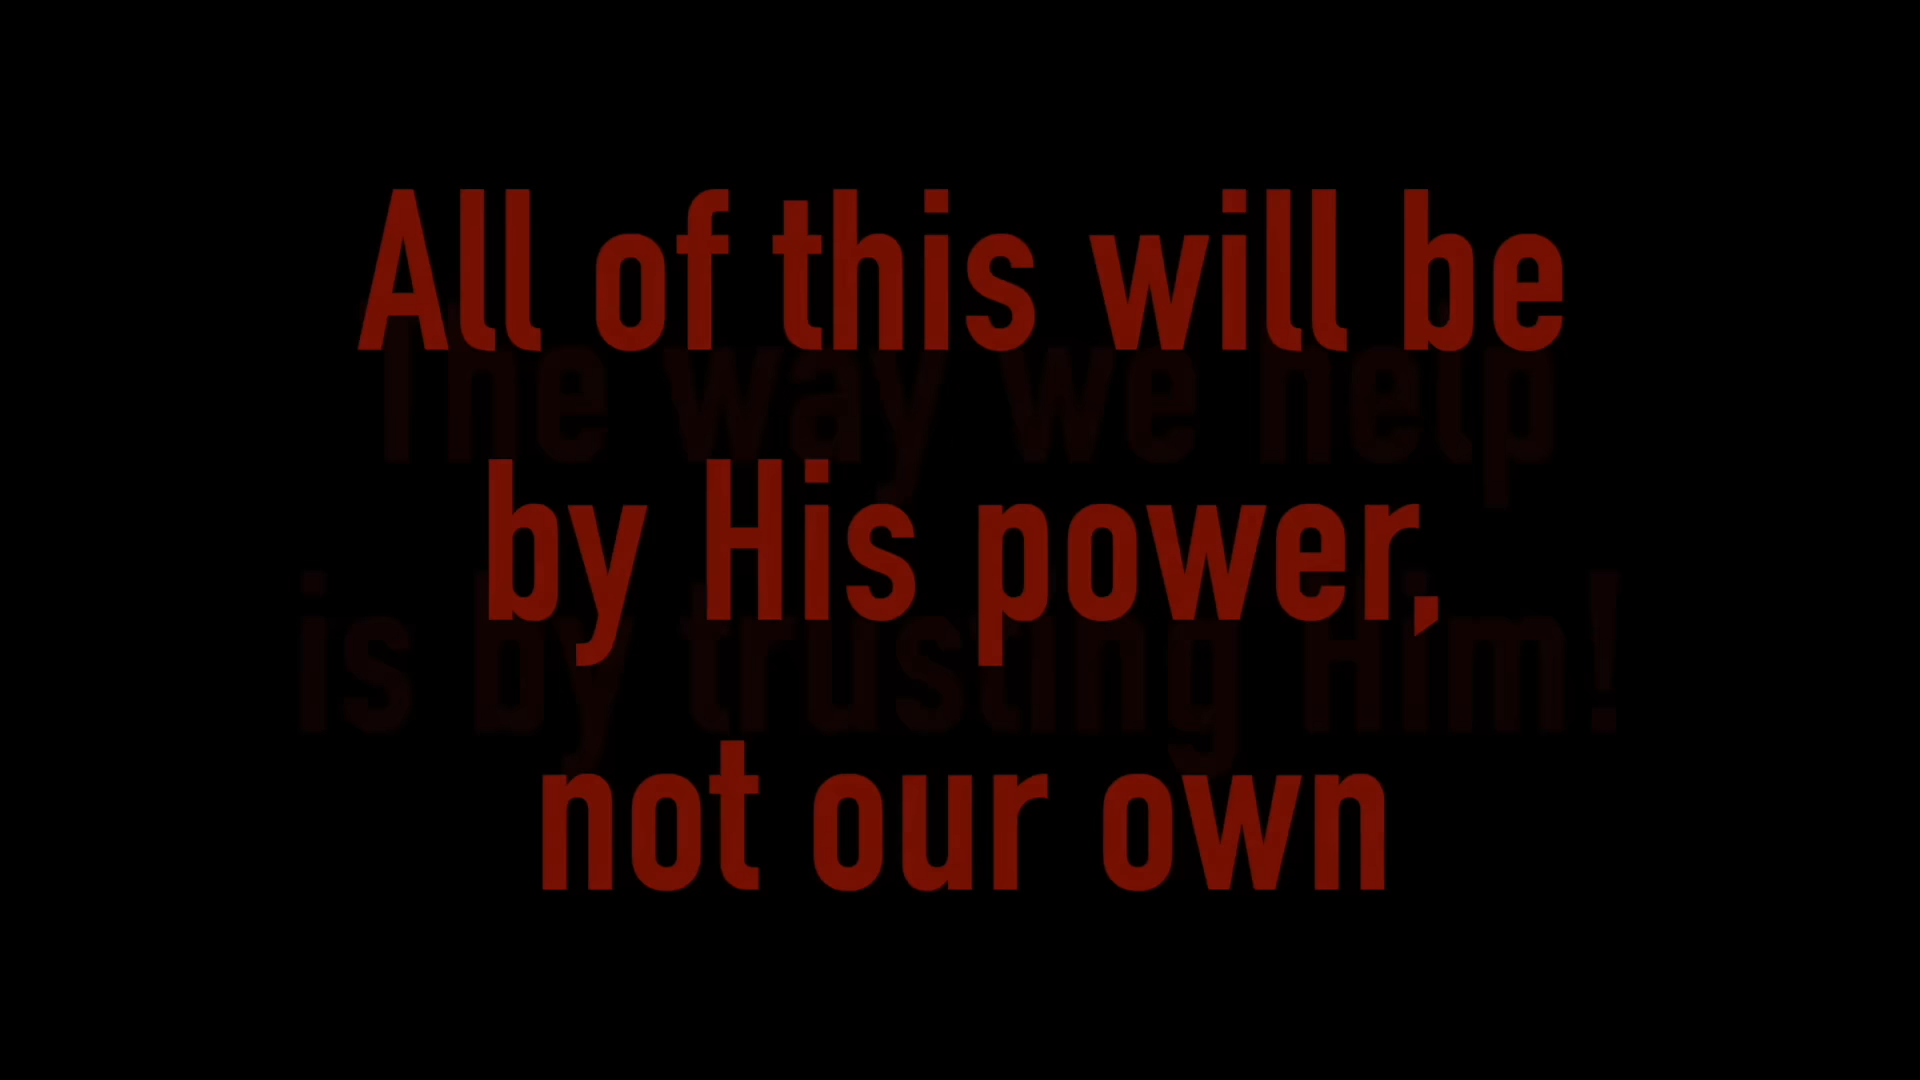 All of this will be
The way we help
by His power,
is by trusting Him!
not our own